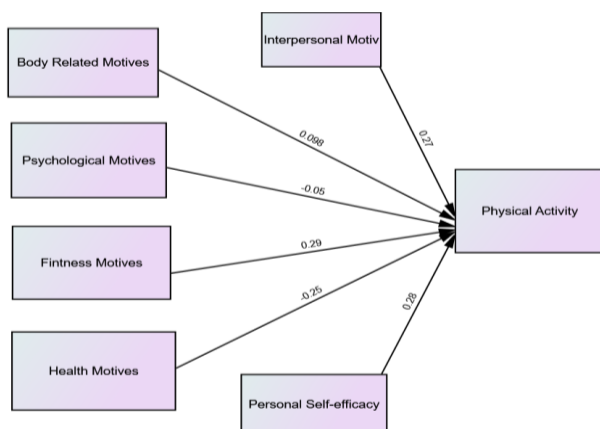 Interpersonal Motiv
Body Related Motives
0.098
0.27
Psychological Motives
-0.05
Physical Activity
Fintness Motives
0.29
-0.25
0.28
Health Motives
Personal Self-efficacy